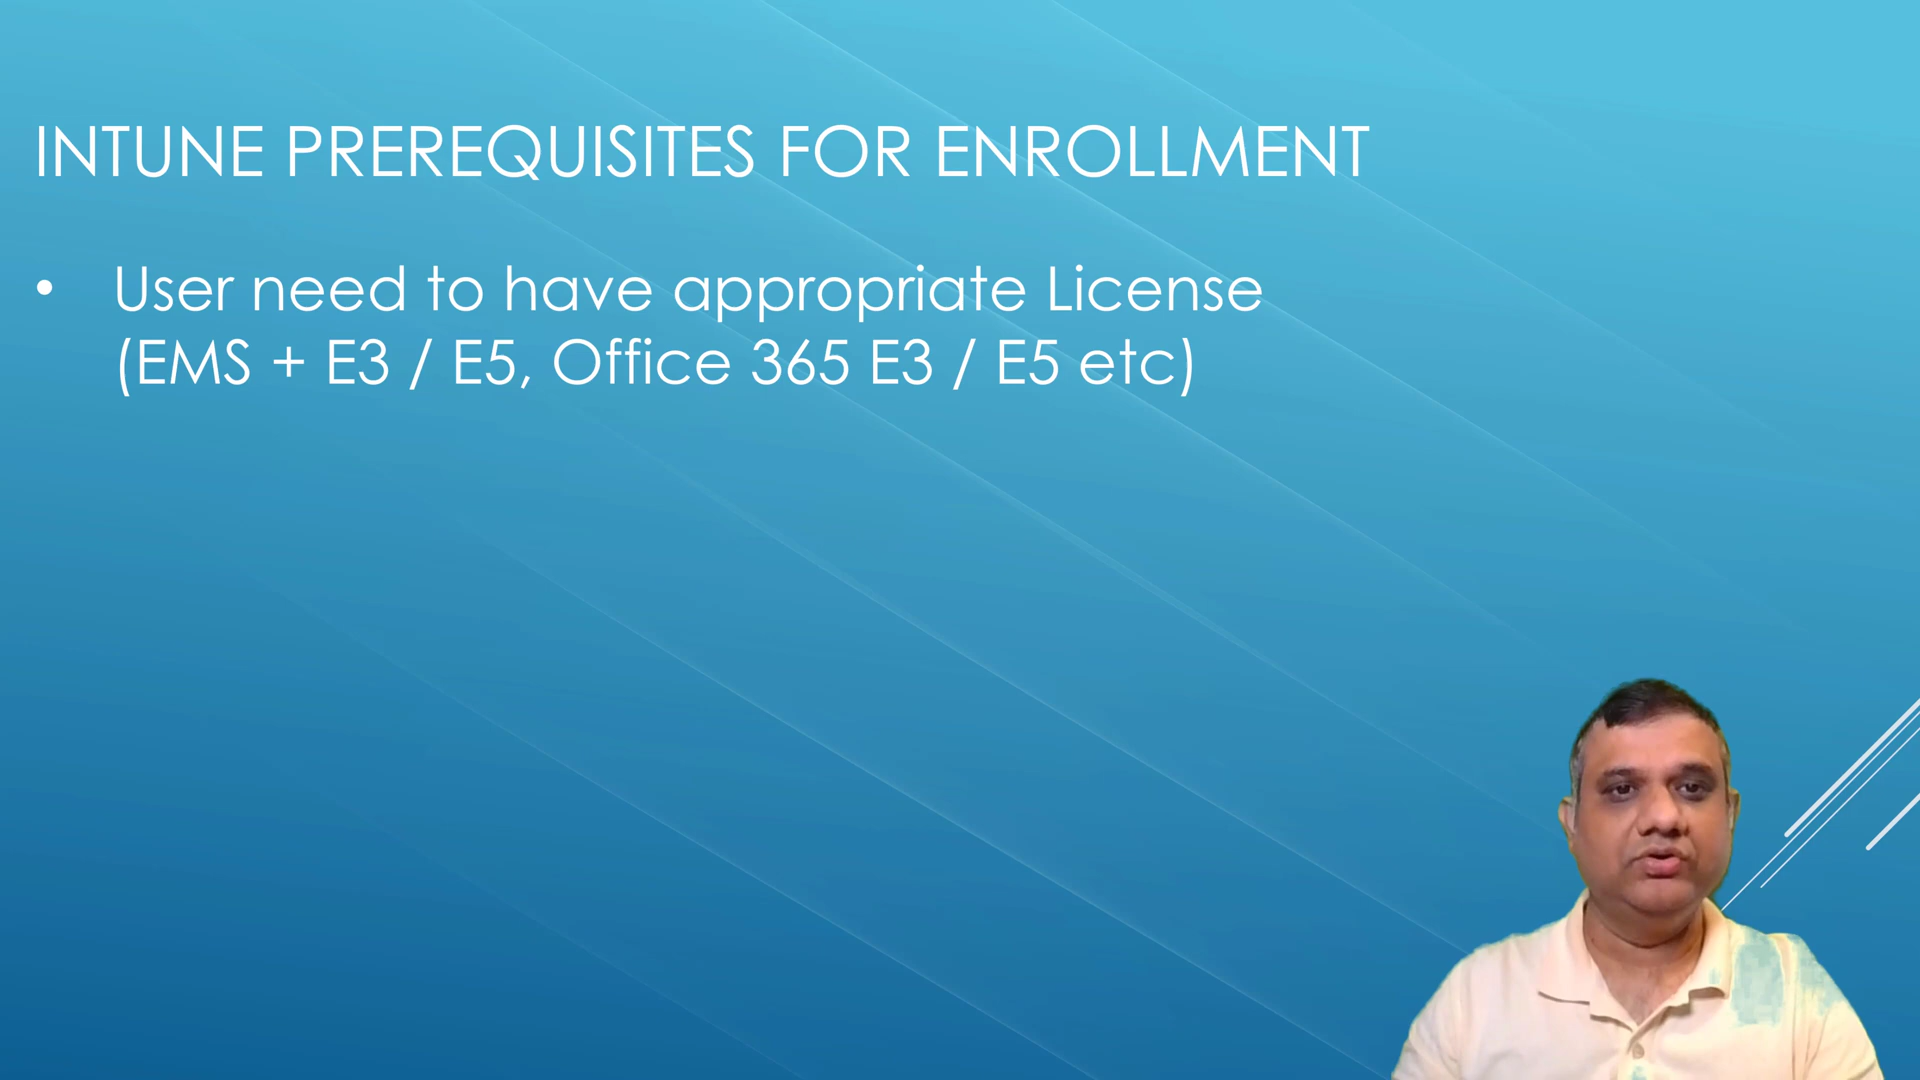 INTUNE PREREQUISITES FOR ENROLLMENT
• User need to have appropriate License
(EMS + E3 / E5, Office 365 E3 / E5 etc)